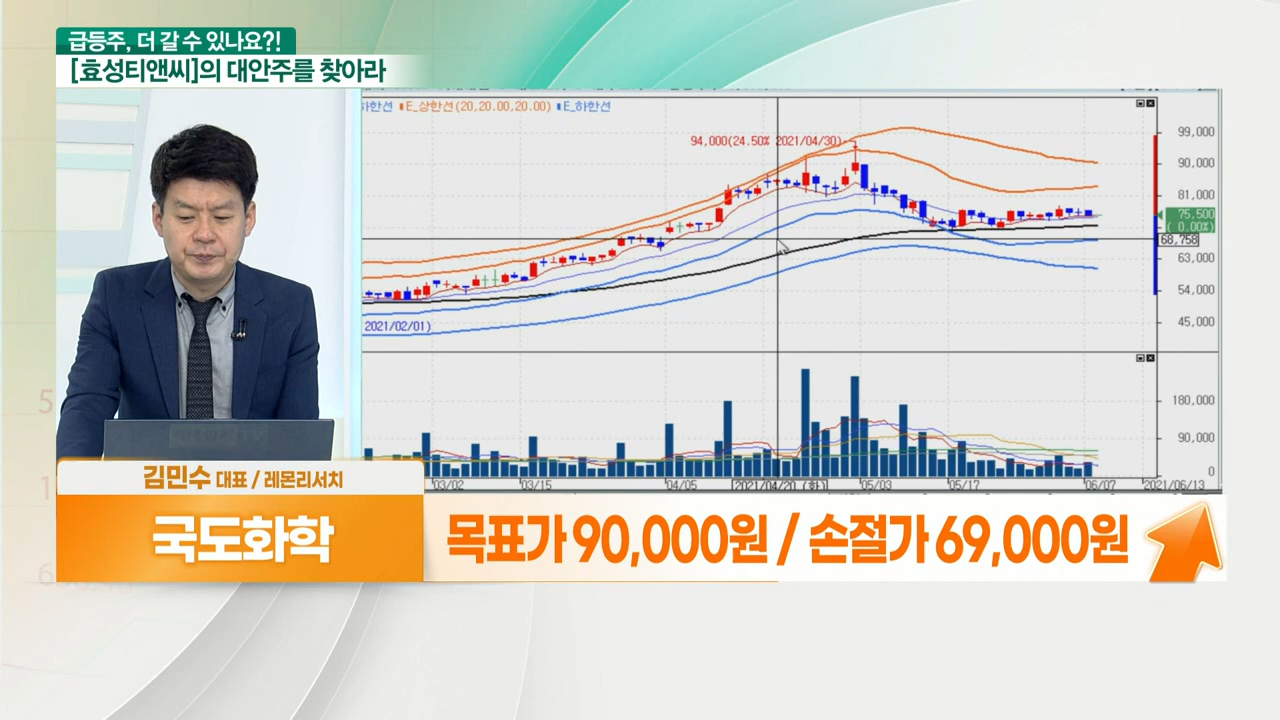 급등주, 더 갈 수 있나요?!
[효성티앤씨]의 대안주를 찾아라
하한선 E_상한선(20,20.00,20.00) E_하한선
94,000(24.50% 2021/04/30)
99,000
90,000
81,000
75,500
( 0.00%)
68,758
63,000
54,000
45,000
2021/02/01)
180,000
90,000
0
03/02 03/15 04/05 2021/04/20 (화) 05/03 05/17 06/07 2021/06/13
김민수 대표 / 레몬리서치
국도화학
목표가 90,000원 / 손절가 69,000원